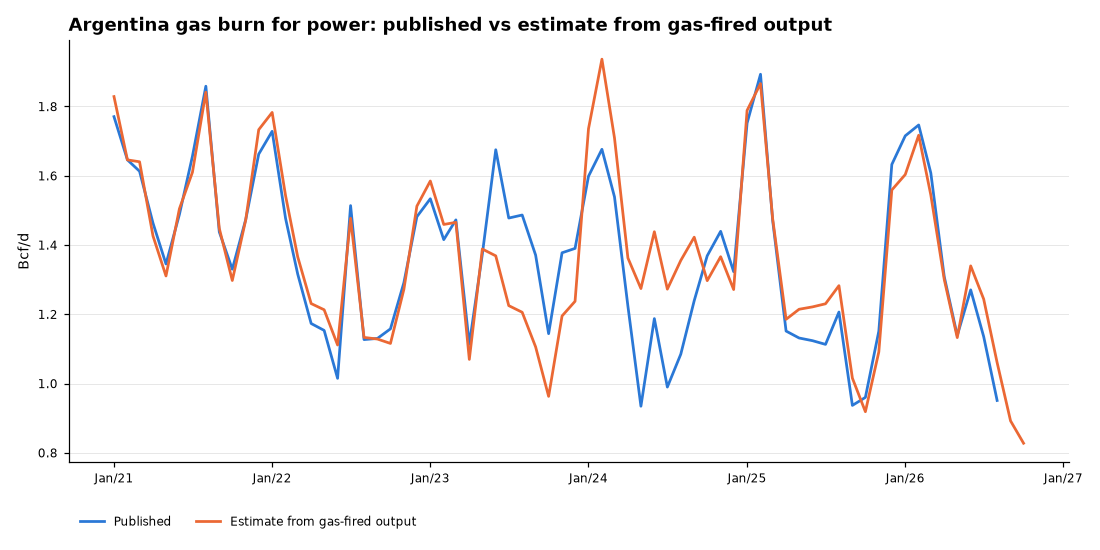 Argentina gas burn for power: published vs estimate from gas-fired output
Bcf/d
1.8
1.6
1.4
1.2
1.0
0.8
Jan/21 Jan/22 Jan/23 Jan/24 Jan/25 Jan/26 Jan/27
Published Estimate from gas-fired output